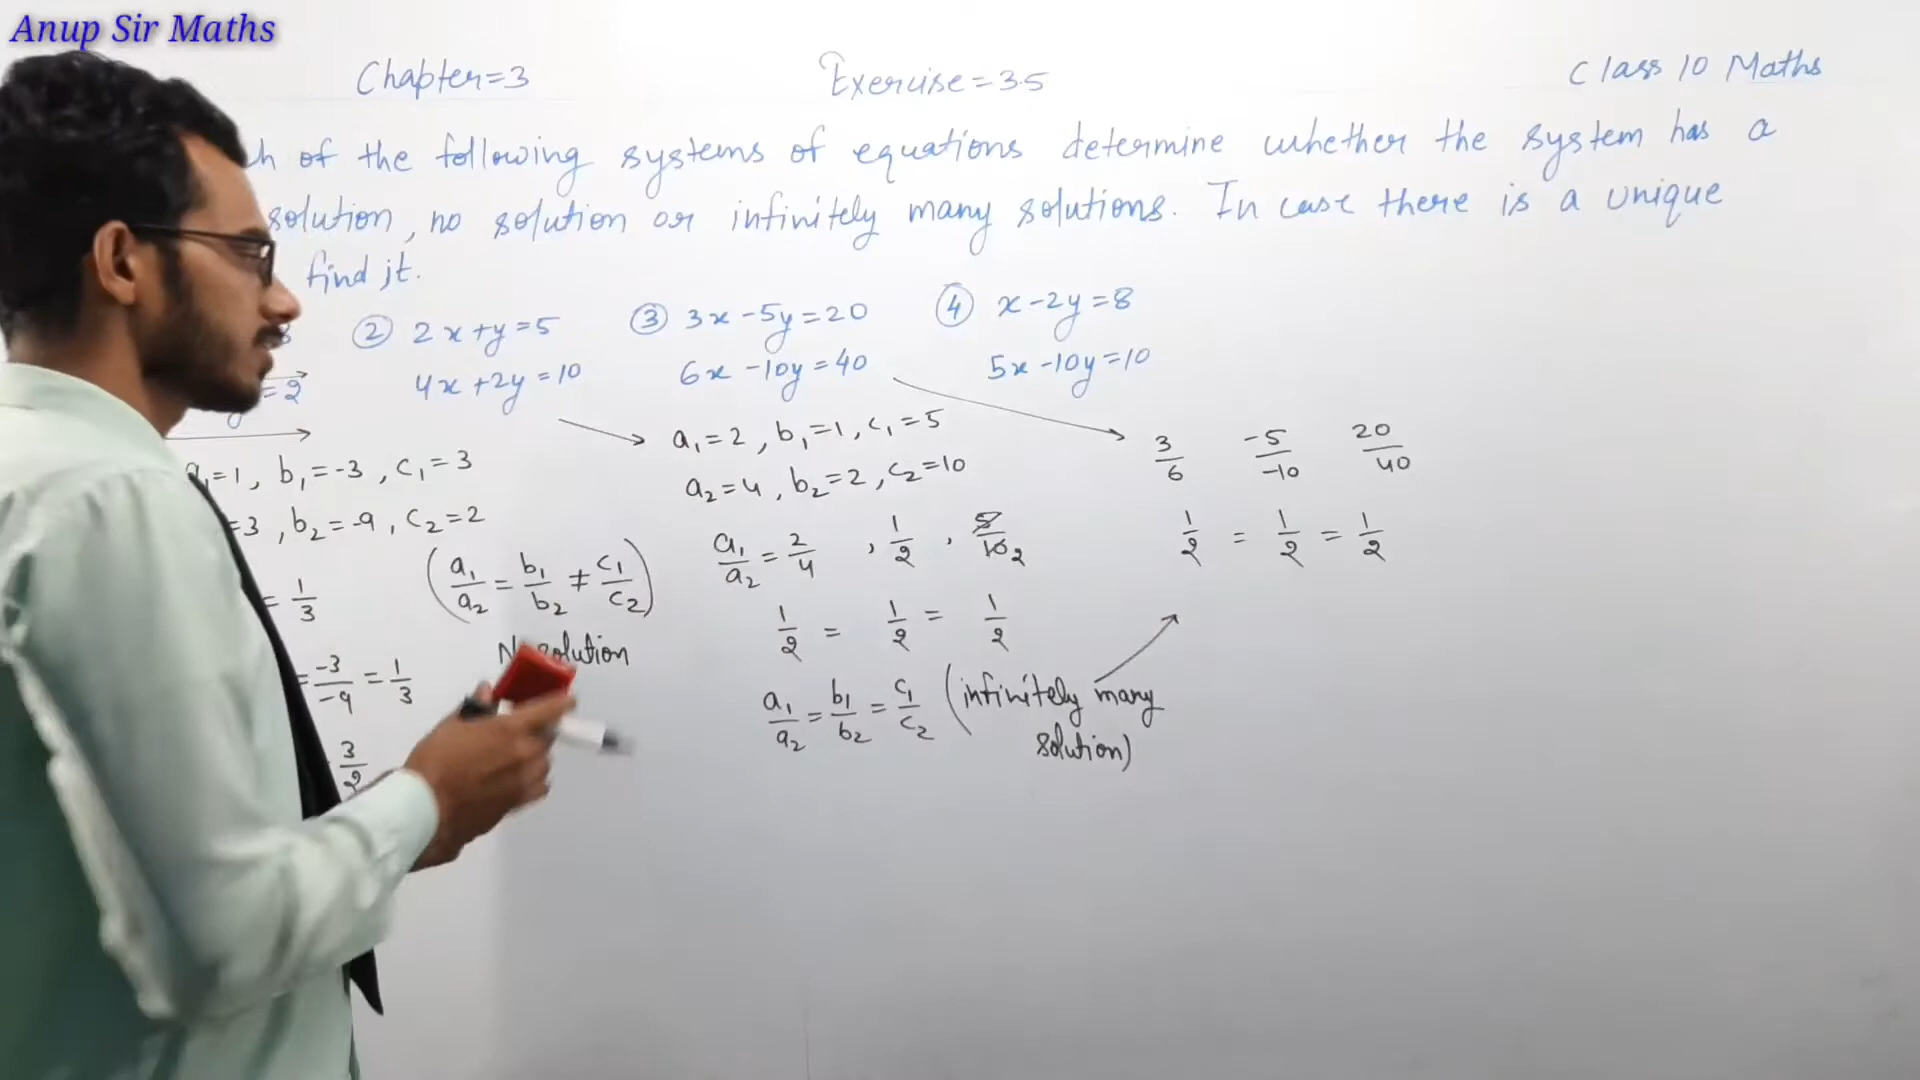 Anup Sir Maths
Chapter=3 Exercise=3.5 Class 10 Maths
of the following systems of equations determine whether the system has a
solution, no solution or infinitely many solutions. In case there is a unique
find it.
② 2x+y=5 ③ 3x-5y=20 ④ x-2y=8
=2 4x+2y=10 6x-10y=40 5x-10y=10
a₁=2, b₁=1, c₁=5
a₂=4, b₂=2, c₂=10
3/6 -5/-10 20/40
1/2 = 1/2 = 1/2
a₁=1, b₁=-3, c₁=3
=3, b₂=-9, c₂=2
= 1/3
(a₁/a₂ = b₁/b₂ ≠ c₁/c₂)
solution
= -3/-9 = 1/3
3/2
a₁/a₂ = 2/4, 1/2, 5/10 2
1/2 = 1/2 = 1/2
a₁/a₂ = b₁/b₂ = c₁/c₂ (infinitely many
solution)